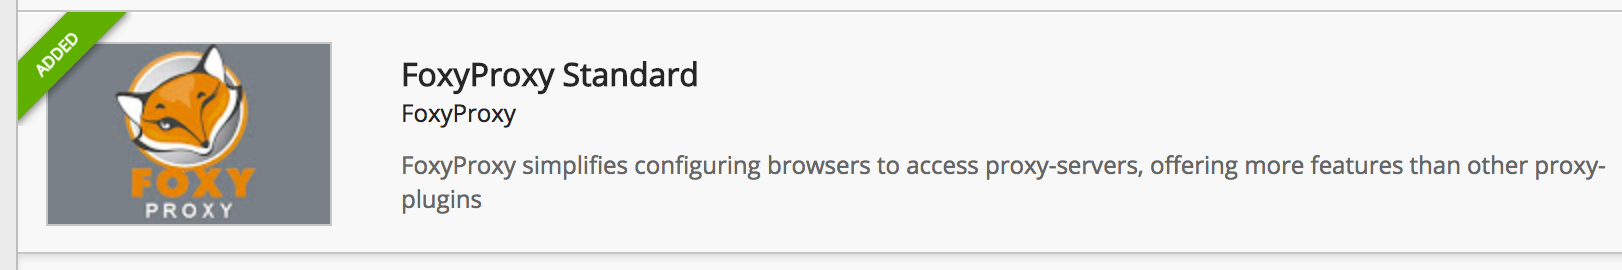 ADDED
FOXY
PROXY
FoxyProxy Standard
FoxyProxy
FoxyProxy simplifies configuring browsers to access proxy-servers, offering more features than other proxy-
plugins